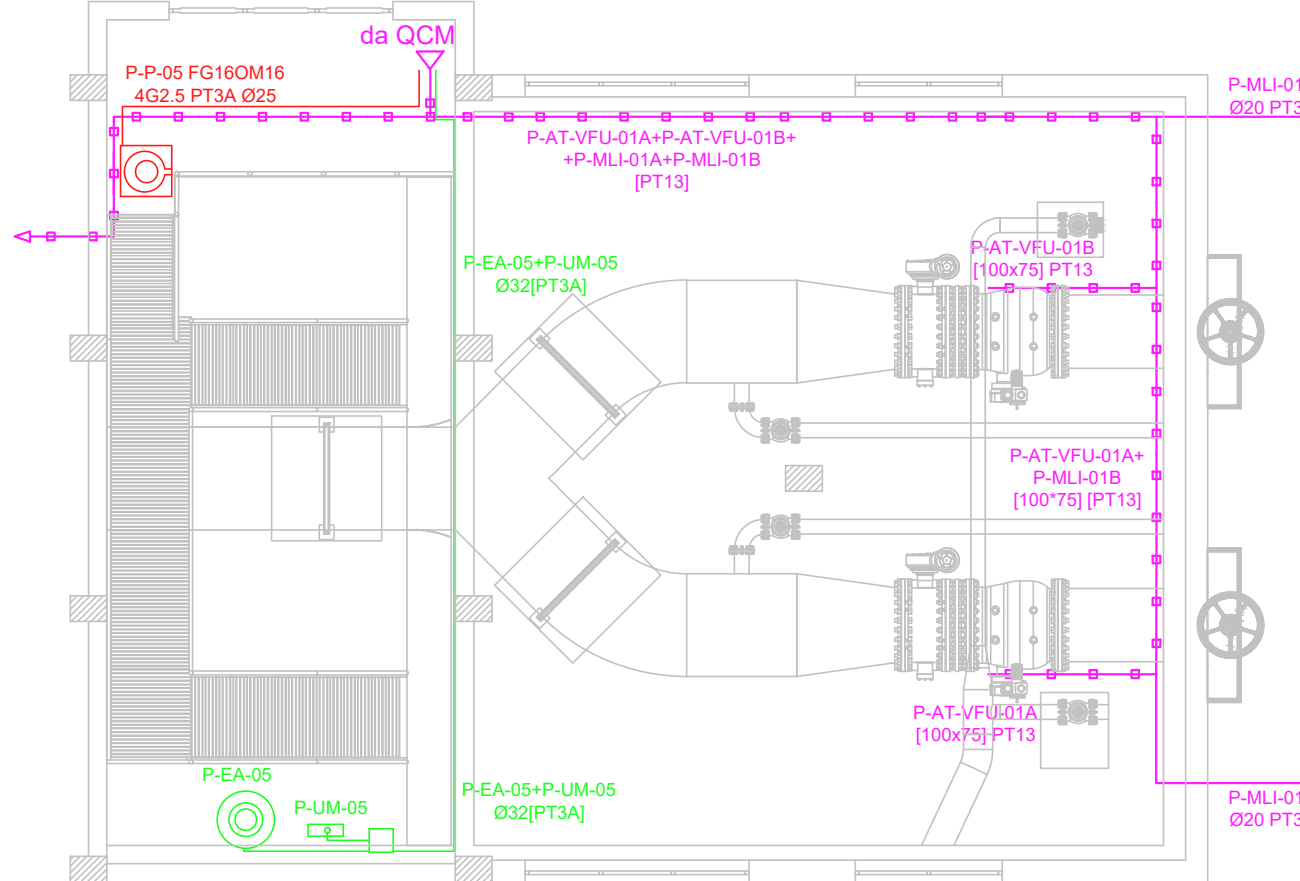 da QCM
P-P-05 FG16OM16
4G2.5 PT3A Ø25
P-MLI-01
Ø20 PT3
P-AT-VFU-01A+P-AT-VFU-01B+
+P-MLI-01A+P-MLI-01B
[PT13]
P-EA-05+P-UM-05
Ø32[PT3A]
P-AT-VFU-01B
[100x75] PT13
P-AT-VFU-01A+
P-MLI-01B
[100*75] [PT13]
P-AT-VFU-01A
[100x75] PT13
P-EA-05
P-UM-05
P-EA-05+P-UM-05
Ø32[PT3A]
P-MLI-01
Ø20 PT3